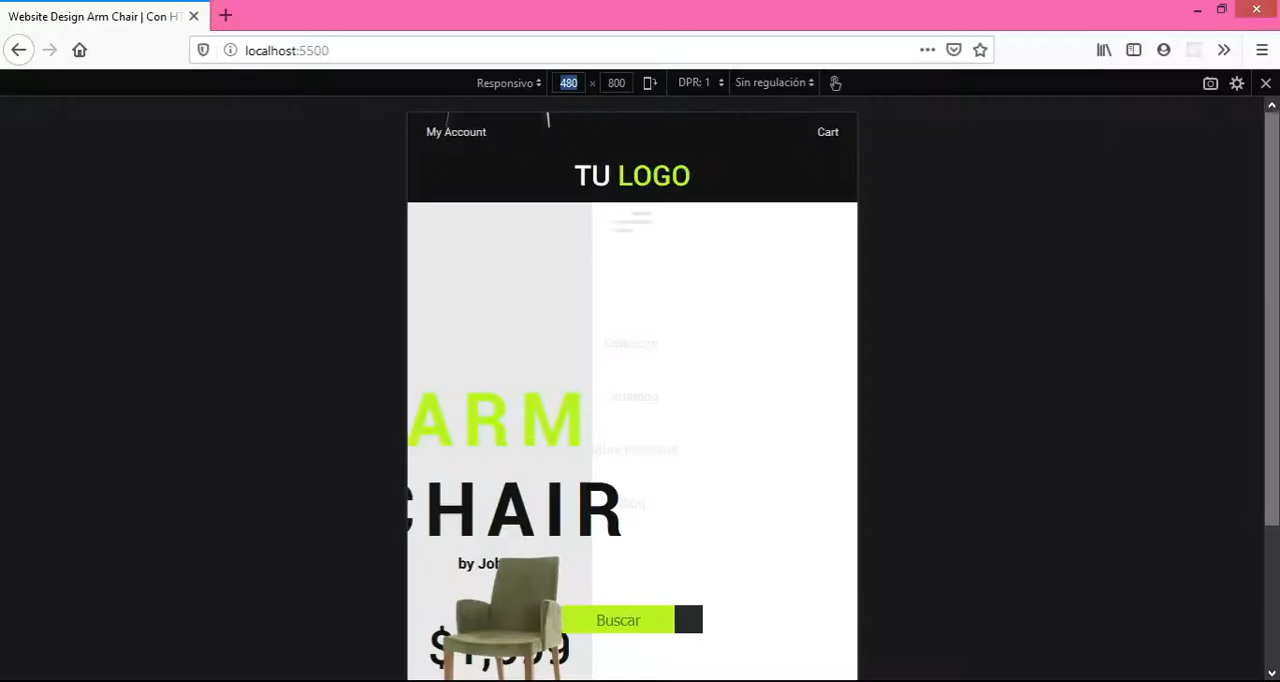 Website Design Arm Chair | Con HT
localhost:5500
Responsivo 480 × 800 DPR: 1 Sin regulación
My Account Cart
TU LOGO
ARM
CHAIR
by
Buscar